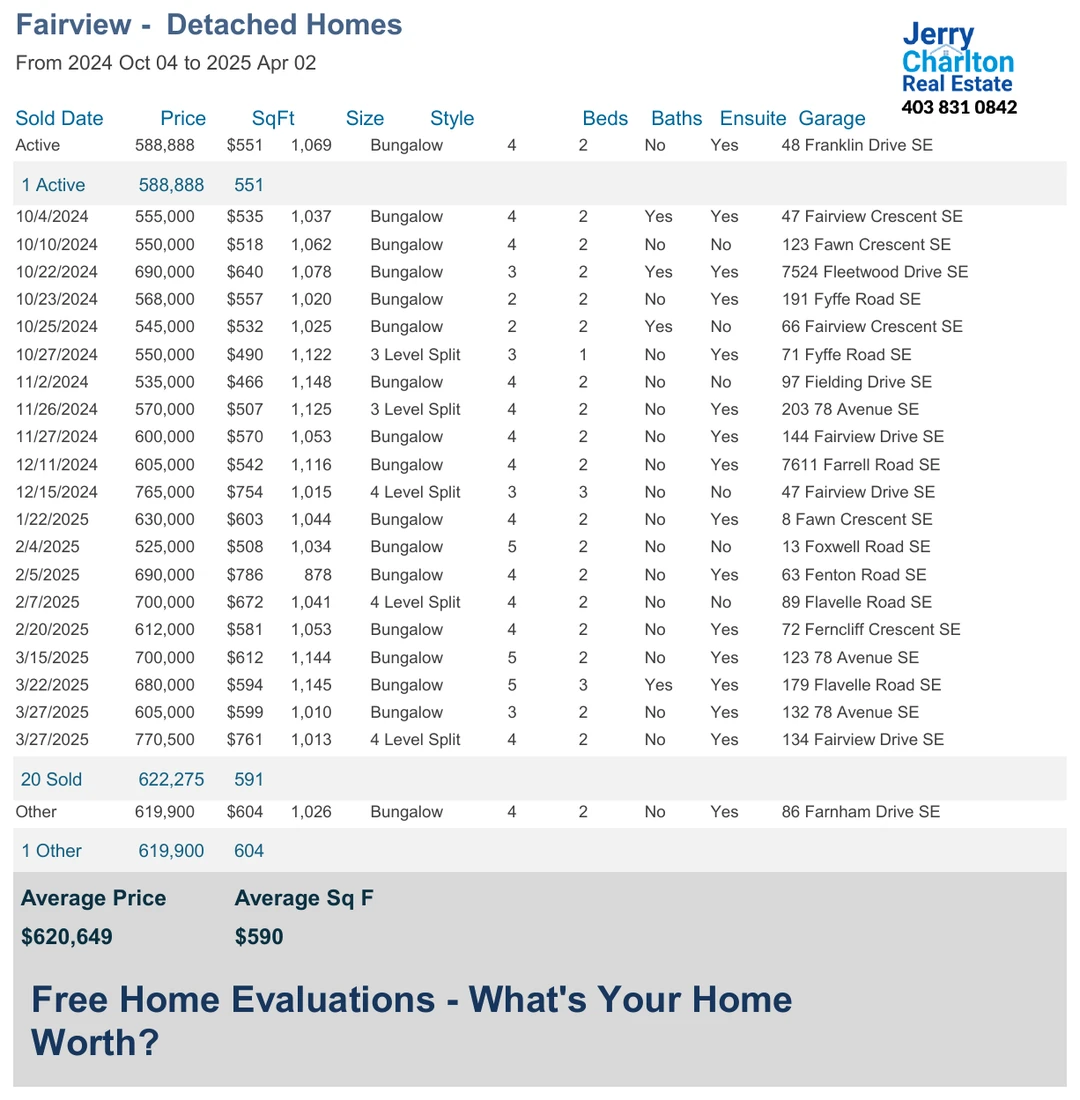 Fairview -  Detached Homes
From 2024 Oct 04 to 2025 Apr 02
Jerry
Charlton
Real Estate
403 831 0842
Sold Date Price SqFt Size Style Beds Baths Ensuite Garage
Active 588,888 $551 1,069 Bungalow 4 2 No Yes 48 Franklin Drive SE
1 Active 588,888 551
10/4/2024 555,000 $535 1,037 Bungalow 4 2 Yes Yes 47 Fairview Crescent SE
10/10/2024 550,000 $518 1,062 Bungalow 4 2 No No 123 Fawn Crescent SE
10/22/2024 690,000 $640 1,078 Bungalow 3 2 Yes Yes 7524 Fleetwood Drive SE
10/23/2024 568,000 $557 1,020 Bungalow 2 2 No Yes 191 Fyffe Road SE
10/25/2024 545,000 $532 1,025 Bungalow 2 2 Yes No 66 Fairview Crescent SE
10/27/2024 550,000 $490 1,122 3 Level Split 3 1 No Yes 71 Fyffe Road SE
11/2/2024 535,000 $466 1,148 Bungalow 4 2 No No 97 Fielding Drive SE
11/26/2024 570,000 $507 1,125 3 Level Split 4 2 No Yes 203 78 Avenue SE
11/27/2024 600,000 $570 1,053 Bungalow 4 2 No Yes 144 Fairview Drive SE
12/11/2024 605,000 $542 1,116 Bungalow 4 2 No Yes 7611 Farrell Road SE
12/15/2024 765,000 $754 1,015 4 Level Split 3 3 No No 47 Fairview Drive SE
1/22/2025 630,000 $603 1,044 Bungalow 4 2 No Yes 8 Fawn Crescent SE
2/4/2025 525,000 $508 1,034 Bungalow 5 2 No No 13 Foxwell Road SE
2/5/2025 690,000 $786 878 Bungalow 4 2 No Yes 63 Fenton Road SE
2/7/2025 700,000 $672 1,041 4 Level Split 4 2 No No 89 Flavelle Road SE
2/20/2025 612,000 $581 1,053 Bungalow 4 2 No Yes 72 Ferncliff Crescent SE
3/15/2025 700,000 $612 1,144 Bungalow 5 2 No Yes 123 78 Avenue SE
3/22/2025 680,000 $594 1,145 Bungalow 5 3 Yes Yes 179 Flavelle Road SE
3/27/2025 605,000 $599 1,010 Bungalow 3 2 No Yes 132 78 Avenue SE
3/27/2025 770,500 $761 1,013 4 Level Split 4 2 No Yes 134 Fairview Drive SE
20 Sold 622,275 591
Other 619,900 $604 1,026 Bungalow 4 2 No Yes 86 Farnham Drive SE
1 Other 619,900 604
Average Price Average Sq F
$620,649 $590
Free Home Evaluations - What's Your Home
Worth?